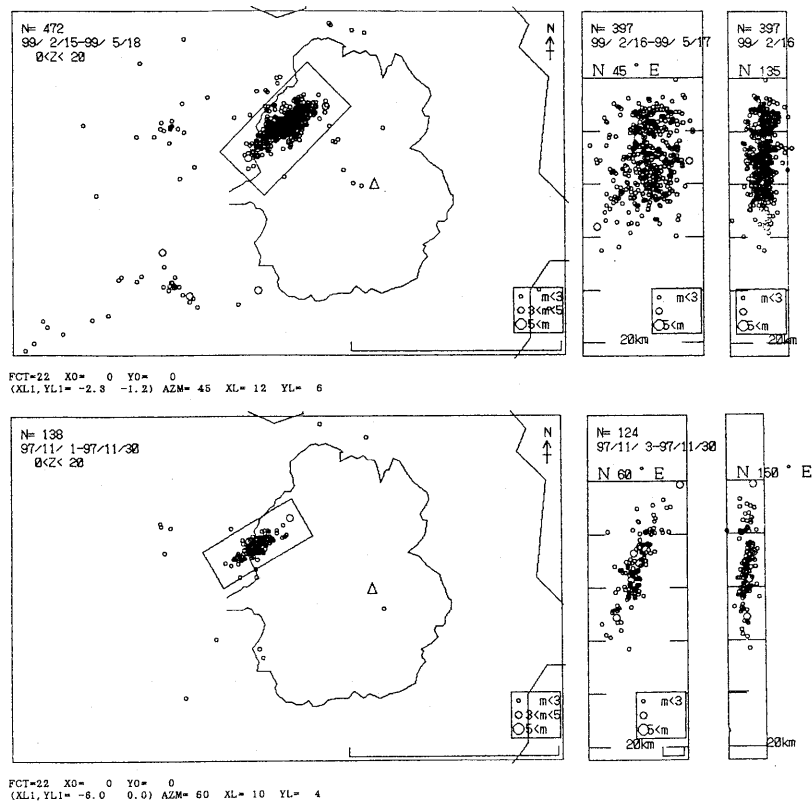 N= 472
99/ 2/15-99/ 5/18
0<Z< 20
N
m<3
3<m<5
5<m
N= 397
99/ 2/16-99/ 5/17
N 45 ° E
m<3
5<m
20km
N= 397
99/ 2/16
N 135
m<3
5<m
20km
FCT=22 X0= 0 Y0= 0
(XL1,YL1= -2.3 -1.2) AZM= 45 XL= 12 YL= 6
N= 138
97/11/ 1-97/11/30
0<Z< 20
N
m<3
3<m<5
5<m
N= 124
97/11/ 3-97/11/30
N 60 ° E
m<3
5<m
20km
N 150 ° E
20km
FCT=22 X0= 0 Y0= 0
(XL1,YL1= -6.0 0.0) AZM= 60 XL= 10 YL= 4